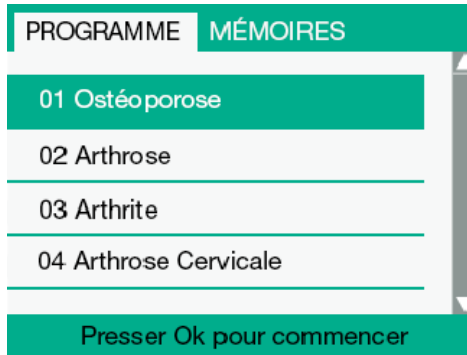 PROGRAMME MÉMOIRES
01 Ostéoporose
02 Arthrose
03 Arthrite
04 Arthrose Cervicale
Presser Ok pour commencer